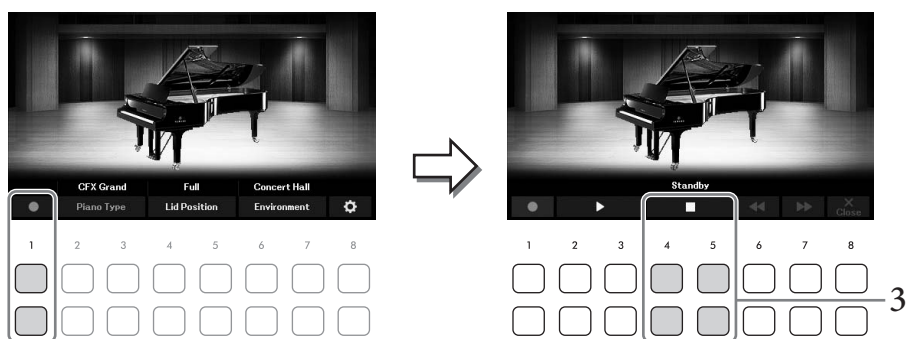 CFX Grand Full Concert Hall
Piano Type Lid Position Environment
1 2 3 4 5 6 7 8
Standby
Close
1 2 3 4 5 6 7 8
3